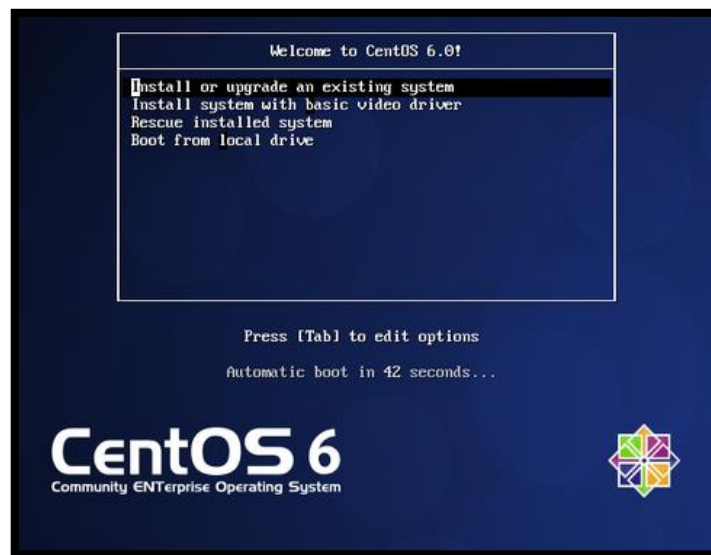 Welcome to CentOS 6.0!
Install or upgrade an existing system
Install system with basic video driver
Rescue installed system
Boot from local drive
Press [Tab] to edit options
Automatic boot in 42 seconds...
CentOS 6
Community ENTerprise Operating System